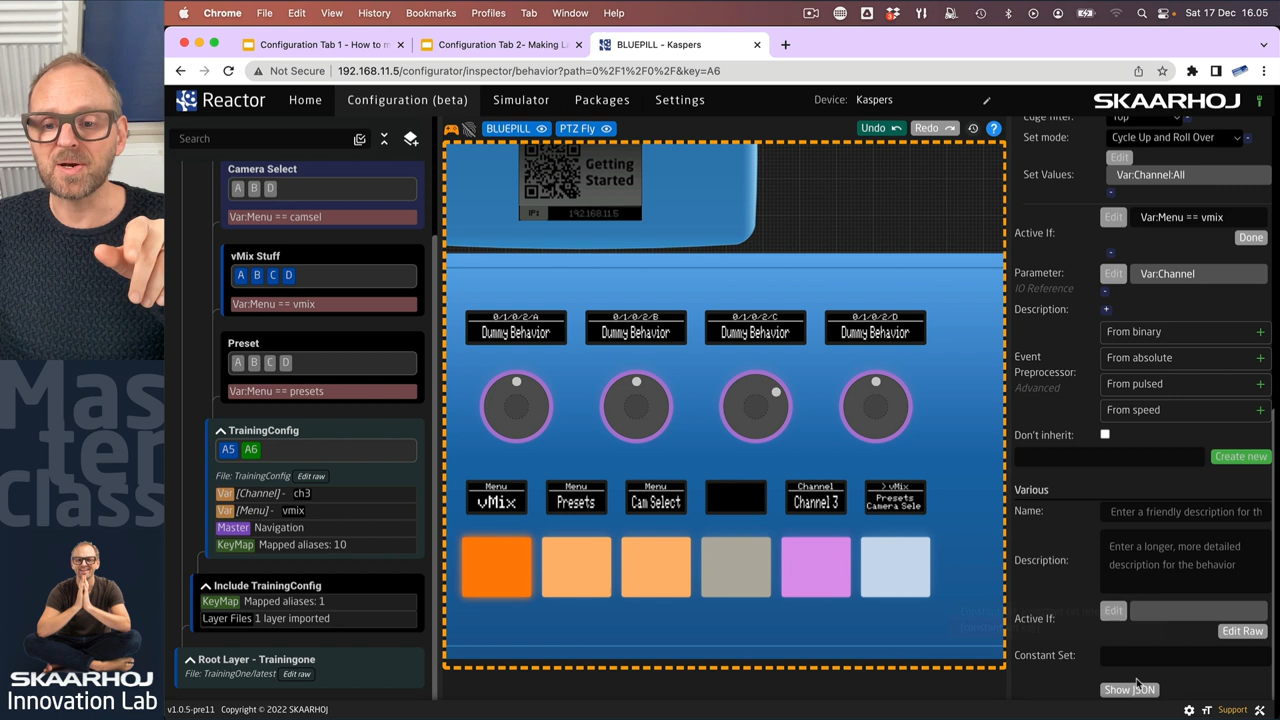 Chrome File Edit View History Bookmarks Profiles Tab Window Help Sat 17 Dec 16.05
Configuration Tab 1 - How to m
Configuration Tab 2- Making L
BLUEPILL - Kaspers
Not Secure 192.168.11.5/configurator/inspector/behavior?path=0%2F1%2F0%2F&key=A6
Reactor Home Configuration (beta) Simulator Packages Settings Device: Kaspers SKAARHOJ
Search
BLUEPILL PTZ Fly Undo Redo ?
Camera Select
A B D
Var:Menu == camsel
vMix Stuff
A B C D
Var:Menu == vmix
Preset
A B C D
Var:Menu == presets
TrainingConfig
A5 A6
File: TrainingConfig Edit raw
Var [Channel] - ch3
Var [Menu] - vmix
Master Navigation
KeyMap Mapped aliases: 10
Include TrainingConfig
KeyMap Mapped aliases: 1
Layer Files 1 layer imported
Root Layer - Trainingone
File: TrainingOne/latest Edit raw
Getting
Started
IP: 192.168.11.5
0/1/0/2/A
Dummy Behavior
0/1/0/2/B
Dummy Behavior
0/1/0/2/C
Dummy Behavior
0/1/0/2/D
Dummy Behavior
Menu
vMix
Menu
Presets
Menu
Cam Select
Channel
Channel 3
> vMix
Presets
Camera Sele
Edge filter: Top
Set mode: Cycle Up and Roll Over
Edit
Set Values: Var:Channel:All
Active If: Edit Var:Menu == vmix
Done
Parameter: Edit Var:Channel
IO Reference
Description:
Event
Preprocessor:
Advanced
From binary
From absolute
From pulsed
From speed
Don't inherit:
Create new
Various
Name: Enter a friendly description for th
Description: Enter a longer, more detailed
description for the behavior
Active If: Edit
Edit Raw
Constant Set:
Show JSON
Master
Class
SKAARHOJ
Innovation Lab
v1.0.5-pre11 Copyright © 2022 SKAARHOJ
Support